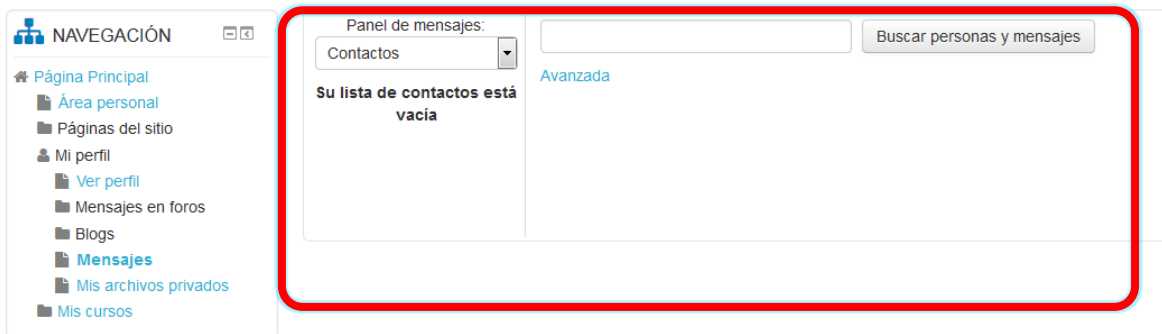 NAVEGACIÓN
Página Principal
Área personal
Páginas del sitio
Mi perfil
Ver perfil
Mensajes en foros
Blogs
Mensajes
Mis archivos privados
Mis cursos
Panel de mensajes:
Contactos
Su lista de contactos está
vacía
Buscar personas y mensajes
Avanzada